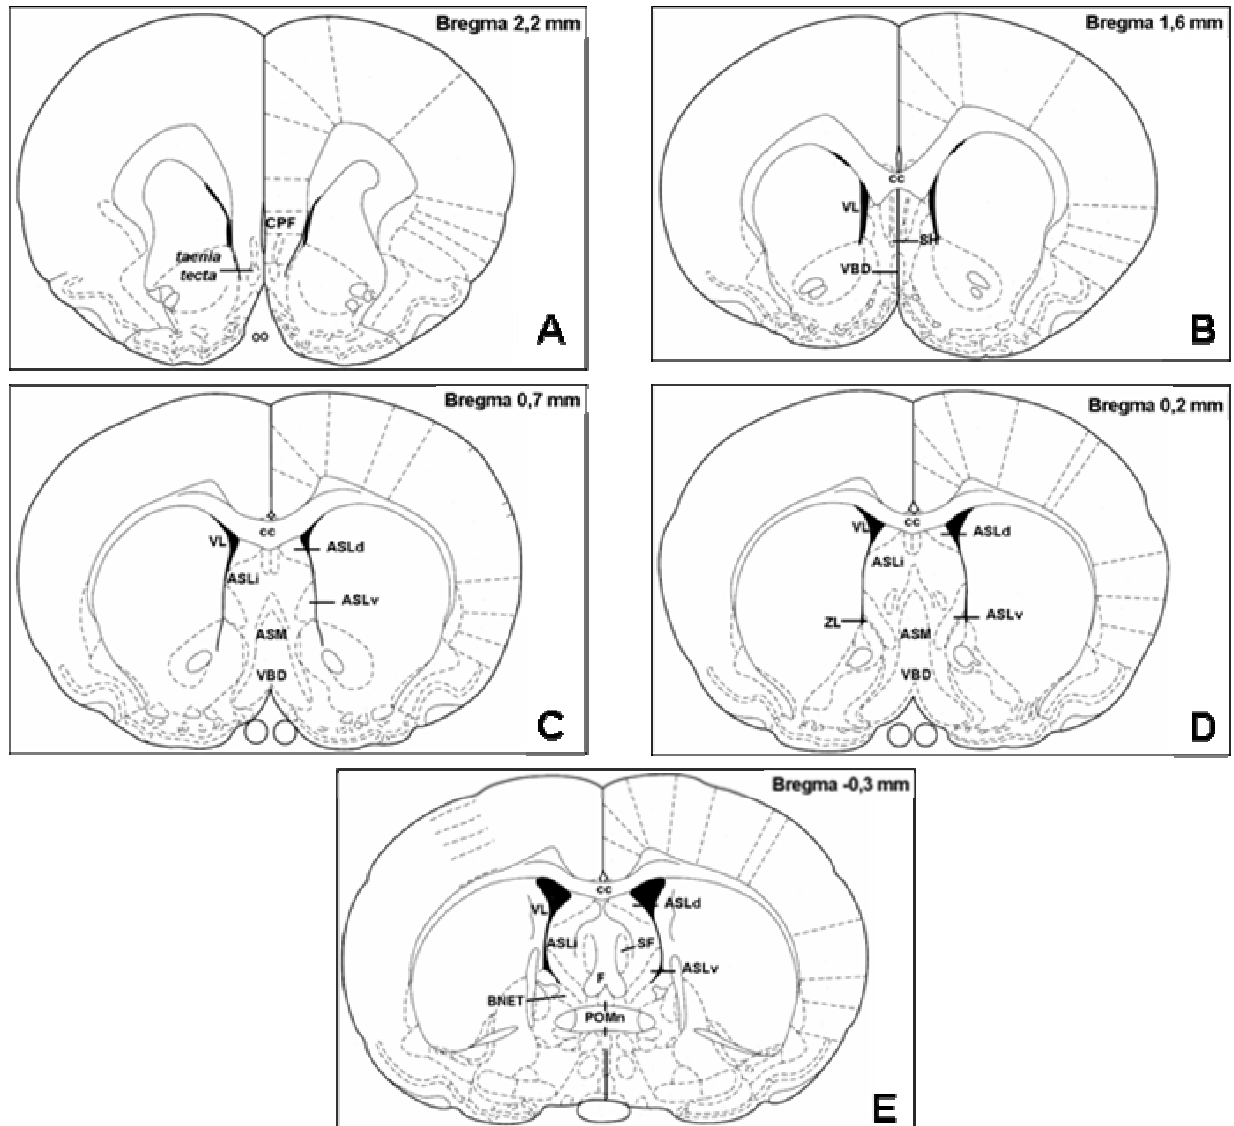 Bregma 2,2 mm
CPF
taenia
tecta
oo
A
Bregma 1,6 mm
cc
VL
SH
VBD
B
Bregma 0,7 mm
cc
VL
ASLd
ASLi
ASLv
ASM
VBD
C
Bregma 0,2 mm
VL
cc
ASLd
ASLi
ZL
ASLv
ASM
VBD
D
Bregma -0,3 mm
cc
VL
ASLd
ASLi
SF
F
ASLv
BNET
POMn
E